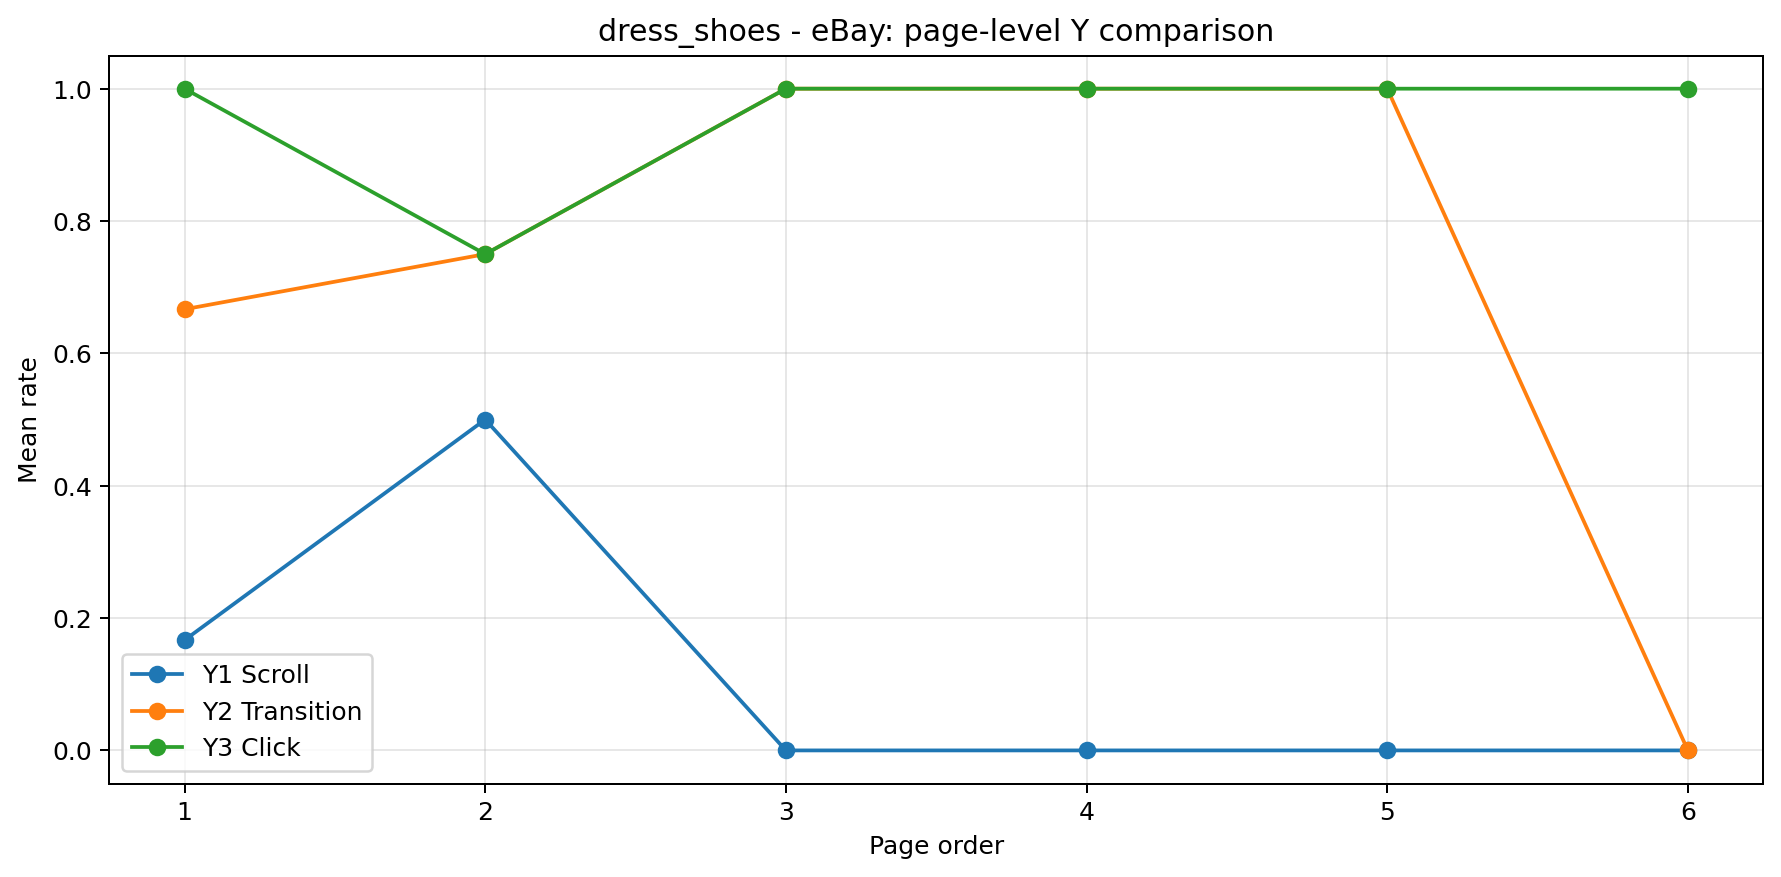 dress_shoes - eBay: page-level Y comparison
Mean rate
1.0
0.8
0.6
0.4
0.2
0.0
Y1 Scroll
Y2 Transition
Y3 Click
1 2 3 4 5 6
Page order